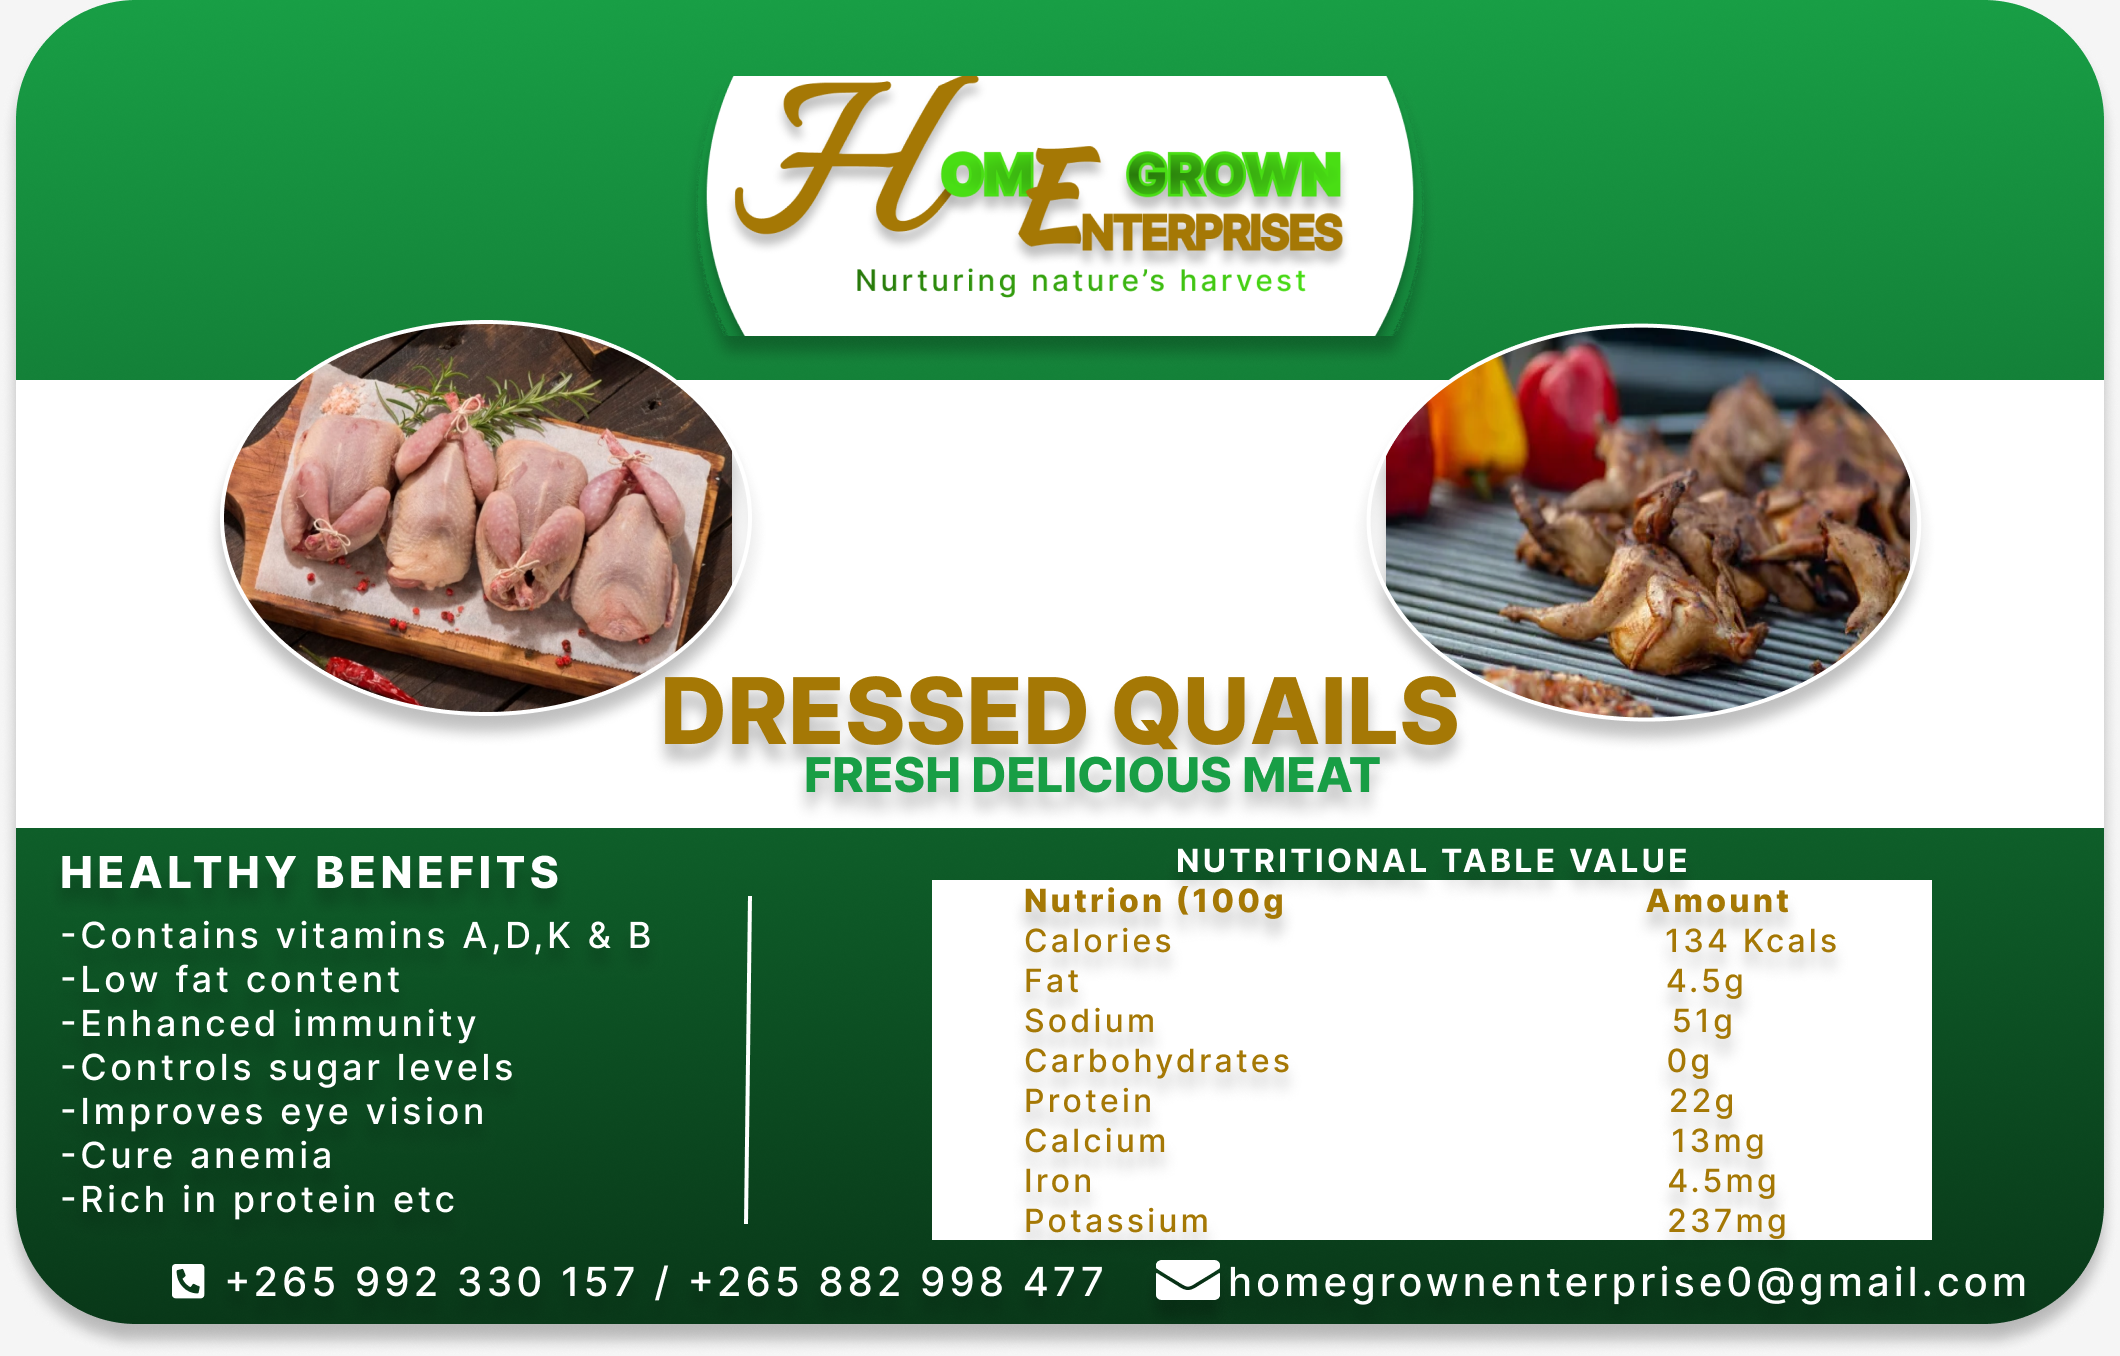 HOME GROWN
ENTERPRISES
Nurturing nature's harvest
DRESSED QUAILS
FRESH DELICIOUS MEAT
HEALTHY BENEFITS
-Contains vitamins A,D,K & B
-Low fat content
-Enhanced immunity
-Controls sugar levels
-Improves eye vision
-Cure anemia
-Rich in protein etc
NUTRITIONAL TABLE VALUE
Nutrion (100g Amount
Calories 134 Kcals
Fat 4.5g
Sodium 51g
Carbohydrates 0g
Protein 22g
Calcium 13mg
Iron 4.5mg
Potassium 237mg
+265 992 330 157 / +265 882 998 477 homegrownenterprise0@gmail.com